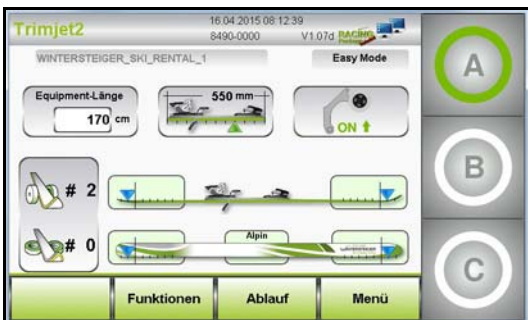 Trimjet2
16.04.2015 08:12:39
8490-0000 V1.07d RACING
WINTERSTEIGER_SKI_RENTAL_1
Easy Mode
Equipment-Länge
170 cm
550 mm
ON
# 2
# 0
Alpin
Funktionen
Ablauf
Menü
A
B
C